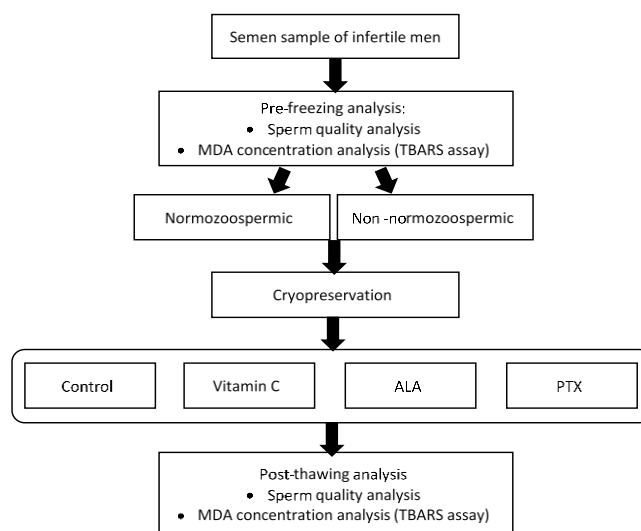 Semen sample of infertile men
Pre-freezing analysis:
• Sperm quality analysis
• MDA concentration analysis (TBARS assay)
Normozoospermic
Non -normozoospermic
Cryopreservation
Control
Vitamin C
ALA
PTX
Post-thawing analysis
• Sperm quality analysis
• MDA concentration analysis (TBARS assay)